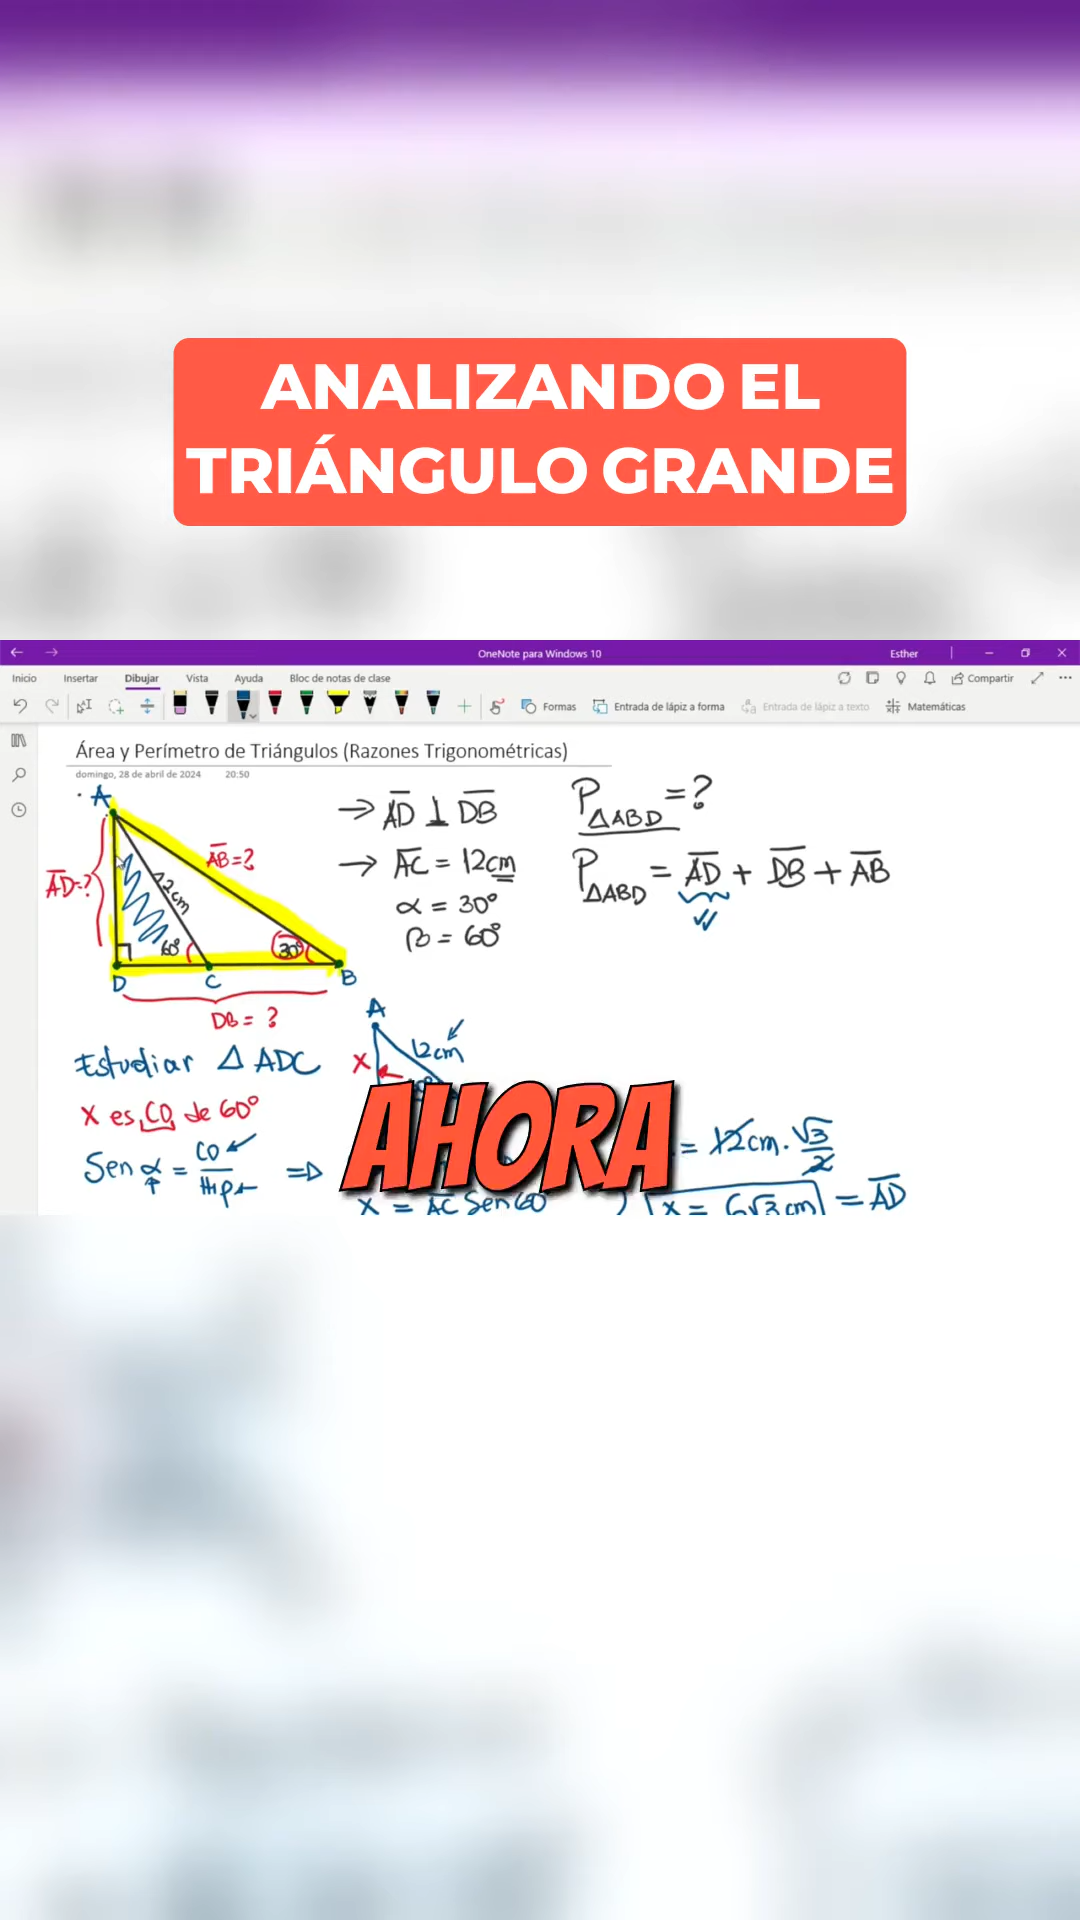 ANALIZANDO EL
TRIÁNGULO GRANDE
OneNote para Windows 10
Esther
Inicio Insertar Dibujar Vista Ayuda Bloc de notas de clase
Compartir
Formas Entrada de lápiz a forma Entrada de lápiz a texto Matemáticas
Área y Perímetro de Triángulos (Razones Trigonométricas)
domingo, 28 de abril de 2024 20:50
A
AD=?
12cm
AB=?
60°
30°
D C B
DB = ?
→ AD ⊥ DB
→ AC = 12cm
α = 30°
β = 60°
P△ABD = ?
P△ABD = AD + DB + AB
Estudiar △ ADC
A
12cm
x
x es CO de 60°
Sen α = CO / Hip ⇒
AHORA
= 12cm · √3/2
x = AC Sen60
x = 6√3 cm = AD